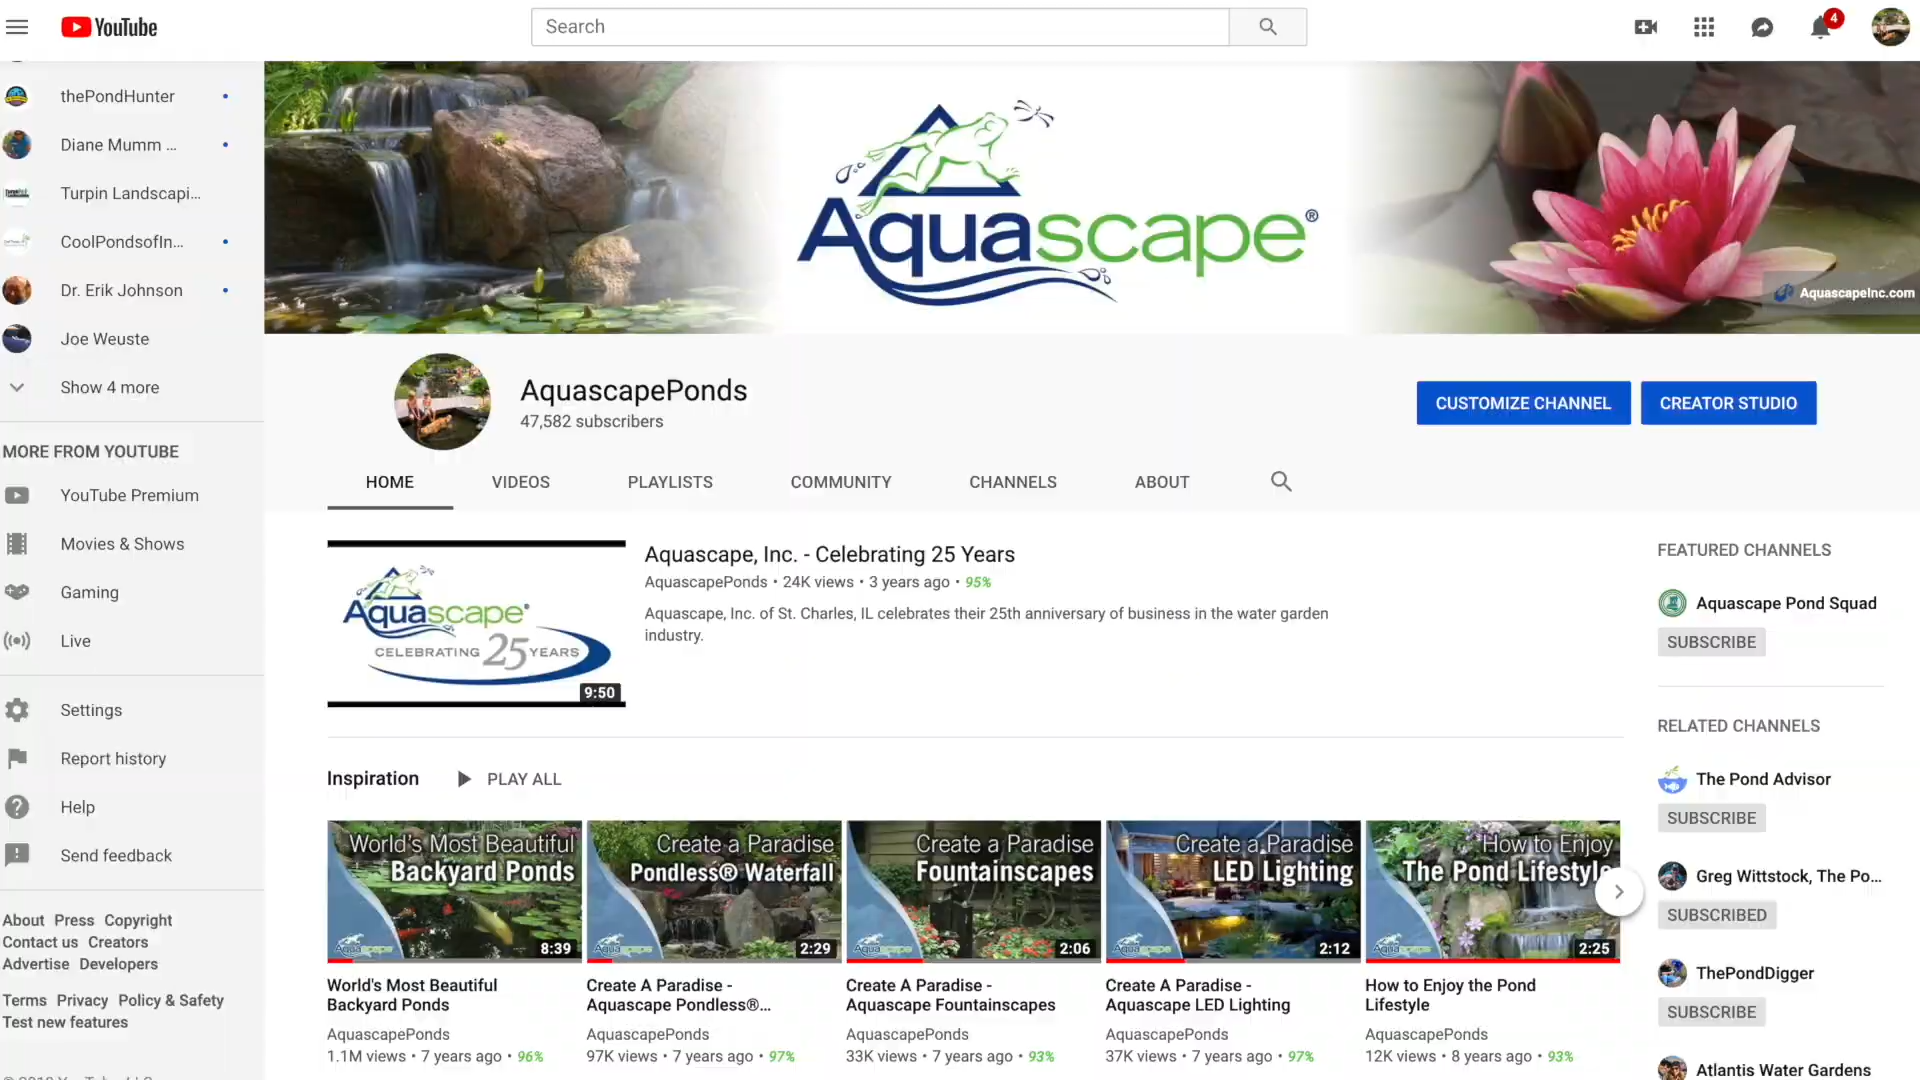 YouTube
Search
4
thePondHunter
Diane Mumm ...
Turpin Landscapi...
CoolPondsofIn...
Dr. Erik Johnson
Joe Weuste
Show 4 more
MORE FROM YOUTUBE
YouTube Premium
Movies & Shows
Gaming
Live
Settings
Report history
Help
Send feedback
About Press Copyright
Contact us Creators
Advertise Developers
Terms Privacy Policy & Safety
Test new features
Aquascape®
AquascapeInc.com
AquascapePonds
47,582 subscribers
CUSTOMIZE CHANNEL
CREATOR STUDIO
HOME
VIDEOS
PLAYLISTS
COMMUNITY
CHANNELS
ABOUT
Aquascape®
CELEBRATING 25 YEARS
9:50
Aquascape, Inc. - Celebrating 25 Years
AquascapePonds • 24K views • 3 years ago • 95%
Aquascape, Inc. of St. Charles, IL celebrates their 25th anniversary of business in the water garden
industry.
Inspiration
PLAY ALL
World's Most Beautiful
Backyard Ponds
Aquascape
8:39
World's Most Beautiful
Backyard Ponds
AquascapePonds
1.1M views • 7 years ago • 96%
Create a Paradise
Pondless® Waterfall
Aquascape
2:29
Create A Paradise -
Aquascape Pondless®...
AquascapePonds
97K views • 7 years ago • 97%
Create a Paradise
Fountainscapes
Aquascape
2:06
Create A Paradise -
Aquascape Fountainscapes
AquascapePonds
33K views • 7 years ago • 93%
Create a Paradise
LED Lighting
Aquascape
2:12
Create A Paradise -
Aquascape LED Lighting
AquascapePonds
37K views • 7 years ago • 97%
How to Enjoy
The Pond Lifestyle
Aquascape
2:25
How to Enjoy the Pond
Lifestyle
AquascapePonds
12K views • 8 years ago • 93%
FEATURED CHANNELS
Aquascape Pond Squad
SUBSCRIBE
RELATED CHANNELS
The Pond Advisor
SUBSCRIBE
Greg Wittstock, The Po...
SUBSCRIBED
ThePondDigger
SUBSCRIBE
Atlantis Water Gardens